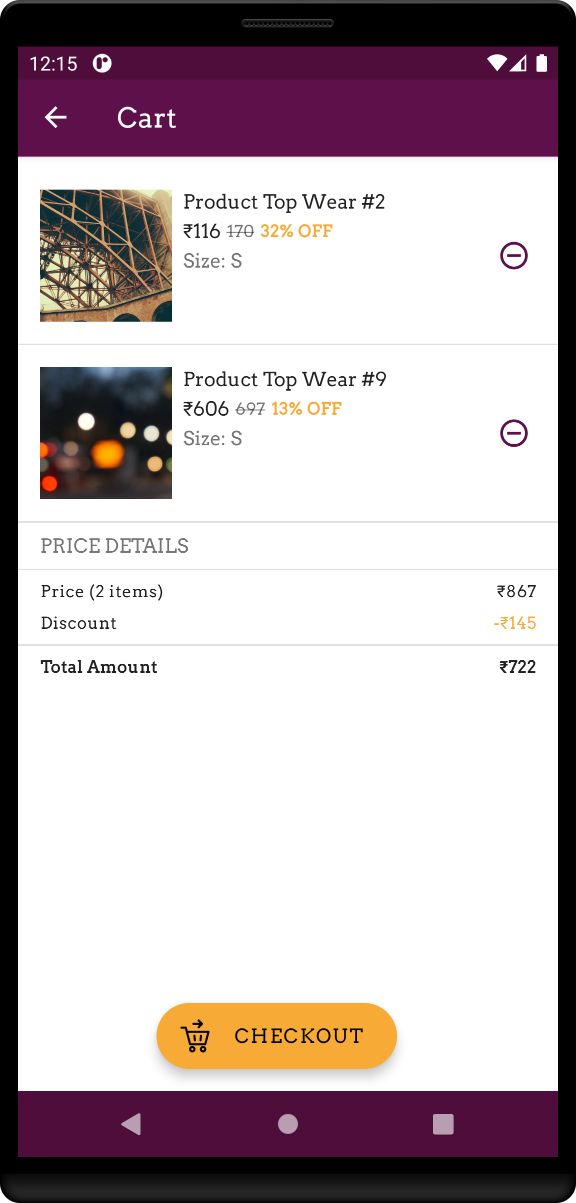 12:15
Cart
Product Top Wear #2
₹116 170 32% OFF
Size: S
Product Top Wear #9
₹606 697 13% OFF
Size: S
PRICE DETAILS
Price (2 items) ₹867
Discount -₹145
Total Amount ₹722
CHECKOUT